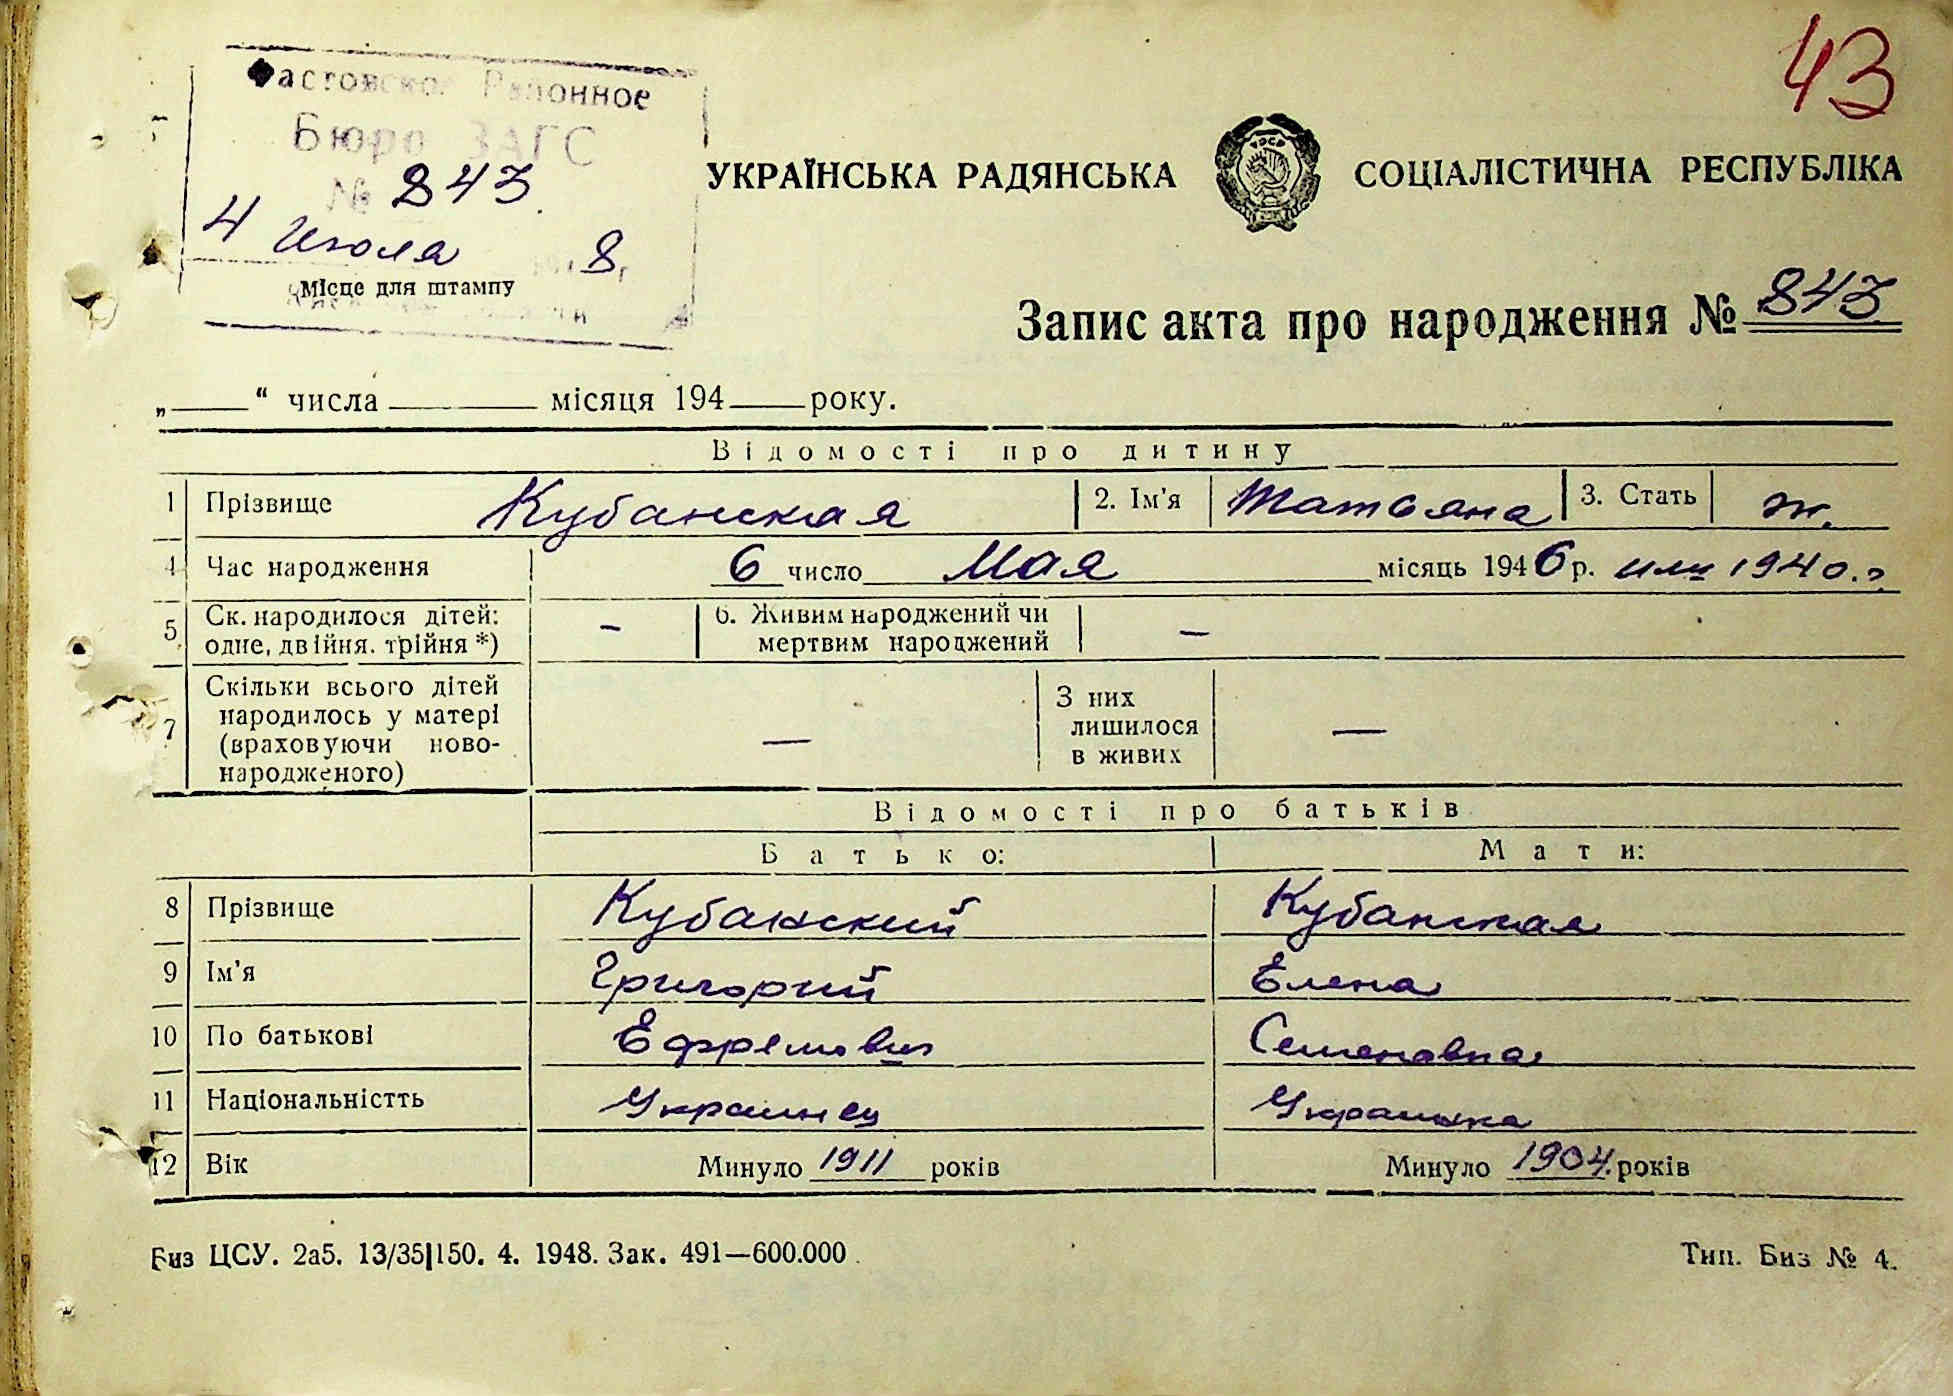 43
Фастовское Районное
Бюро ЗАГС
№ 843
4 Июля 8 г.
Місце для штампу
УКРАЇНСЬКА РАДЯНСЬКА СОЦІАЛІСТИЧНА РЕСПУБЛІКА
Запис акта про народження № 843
„ “ числа місяця 194 року.
Відомості про дитину
1 Прізвище Кубанская 2. Ім'я Татьяна 3. Стать ж.
4 Час народження 6 число Мая місяць 1946 р. или 1940.?
5 Ск. народилося дітей: одне, двійня, трійня *) – 6. Живим народжений чи мертвим народжений –
7 Скільки всього дітей народилось у матері (враховуючи новонародженого) — З них лишилося в живих —
Відомості про батьків
Батько: Мати:
8 Прізвище Кубанский Кубанская
9 Ім'я Григорий Елена
10 По батькові Ефремович Семеновна
11 Національністть Украинец Украинка
12 Вік Минуло 1911 років Минуло 1904. років
Биз ЦСУ. 2а5. 13/35|150. 4. 1948. Зак. 491—600.000
Тип. Биз № 4.